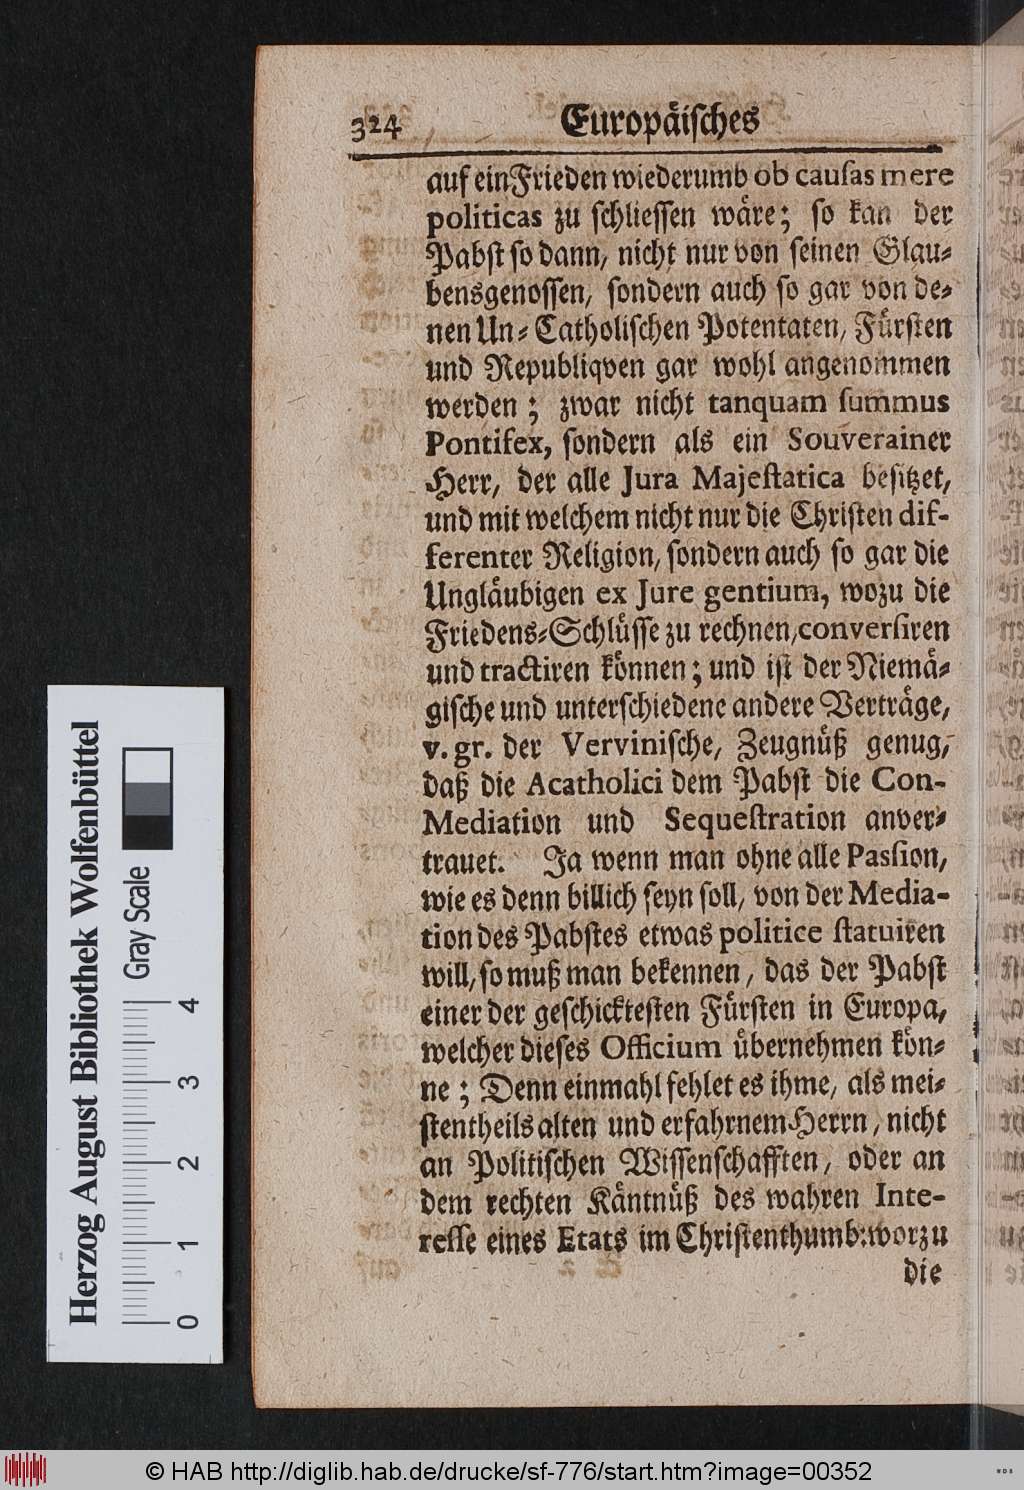 324 Europäisches
auf ein Frieden wiederumb ob causas mere
politicas zu schliessen wäre; so kan der
Pabst so dann, nicht nur von seinen Glau-
bensgenossen, sondern auch so gar von de-
nen Un-Catholischen Potentaten, Fürsten
und Republiqven gar wohl angenommen
werden; zwar nicht tanquam summus
Pontifex, sondern als ein Souverainer
Herr, der alle Jura Majestatica besitzet,
und mit welchem nicht nur die Christen dif-
ferenter Religion, sondern auch so gar die
Ungläubigen ex Jure gentium, wozu die
Friedens-Schlüsse zu rechnen, conversiren
und tractiren können; und ist der Niemä-
gische und unterschiedene andere Verträge,
v. gr. der Vervinische, Zeugnüß genug,
daß die Acatholici dem Pabst die Con-
Mediation und Sequestration anver-
trauet. Ja wenn man ohne alle Passion,
wie es denn billich seyn soll, von der Media-
tion des Pabstes etwas politice statuiren
will, so muß man bekennen, das der Pabst
einer der geschicktesten Fürsten in Europa,
welcher dieses Officium übernehmen kön-
ne; Denn einmahl fehlet es ihme, als mei-
stentheils alten und erfahrnem Herrn, nicht
an Politischen Wissenschafften, oder an
dem rechten Käntnüß des wahren Inte-
resse eines Etats im Christenthumb: worzu
die
Herzog August Bibliothek Wolfenbüttel
Gray Scale
0 1 2 3 4
© HAB http://diglib.hab.de/drucke/sf-776/start.htm?image=00352